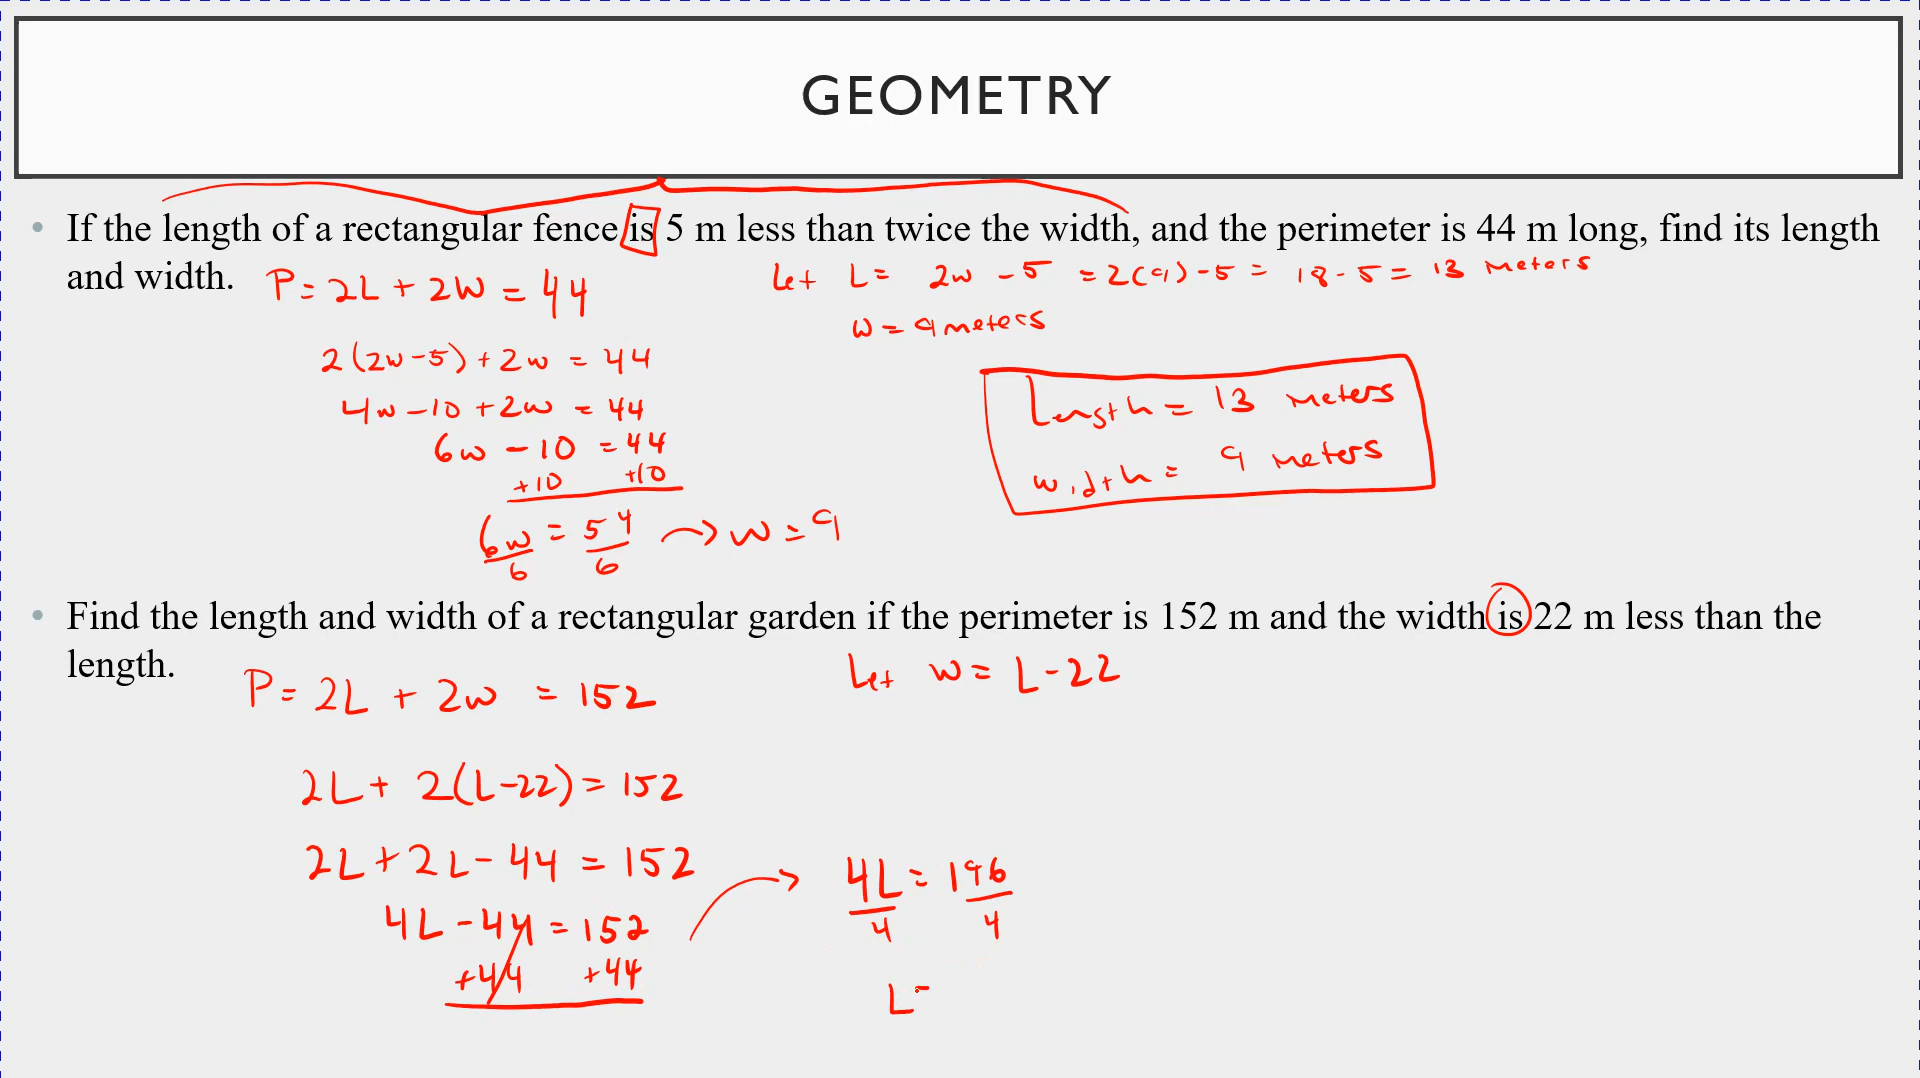 GEOMETRY
• If the length of a rectangular fence is 5 m less than twice the width, and the perimeter is 44 m long, find its length
and width.
P = 2L + 2W = 44
Let L = 2w - 5 = 2(9) - 5 = 18 - 5 = 13 meters
w = 9 meters
2(2w-5) + 2w = 44
4w - 10 + 2w = 44
6w - 10 = 44
+10 +10
6w = 54 → w = 9
6 6
Length = 13 meters
width = 9 meters
• Find the length and width of a rectangular garden if the perimeter is 152 m and the width is 22 m less than the
length.
P = 2L + 2w = 152
Let w = L - 22
2L + 2(L-22) = 152
2L + 2L - 44 = 152
4L - 44 = 152
+44 +44
4L = 196
4 4
L =